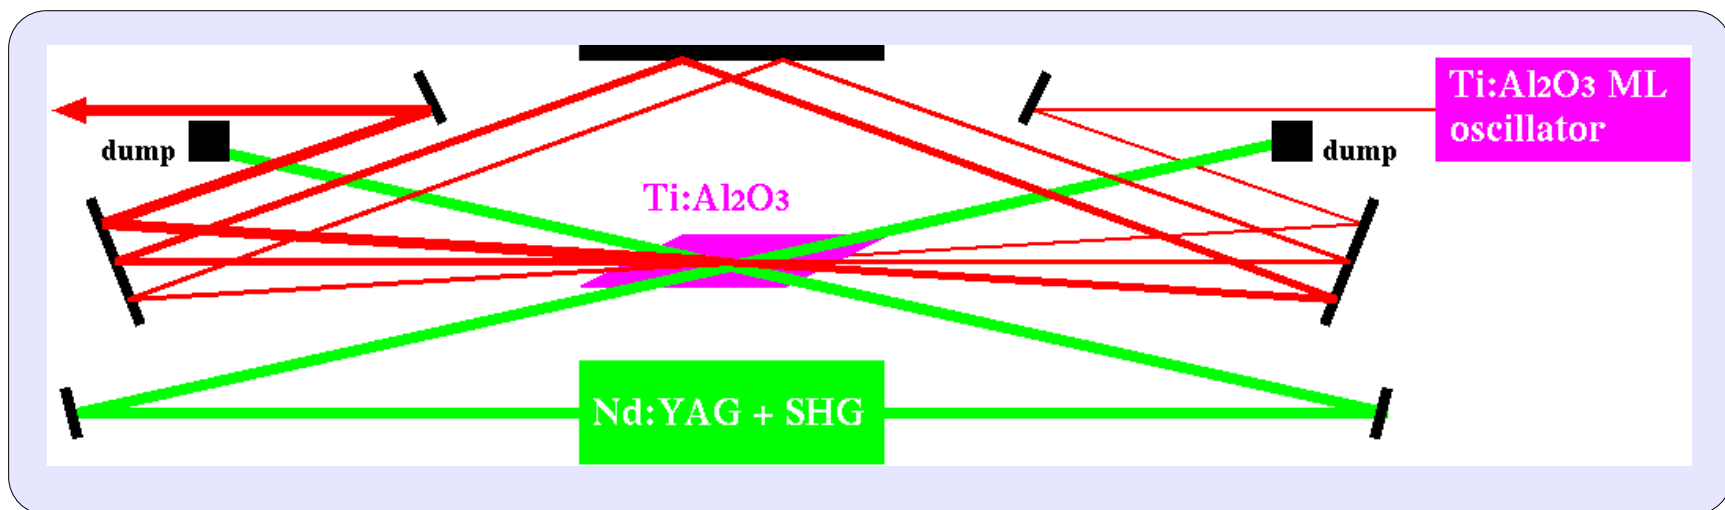 Ti:Al2O3 ML
oscillator
dump
dump
Ti:Al2O3
Nd:YAG + SHG